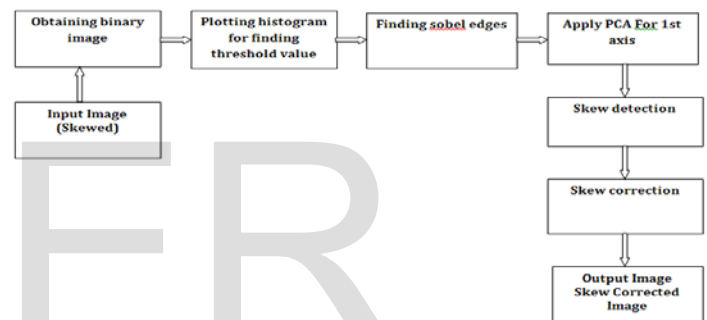 Obtaining binary
image
Plotting histogram
for finding
threshold value
Finding sobel edges
Apply PCA For 1st
axis
Input Image
(Skewed)
Skew detection
Skew correction
Output Image
Skew Corrected
Image
FR